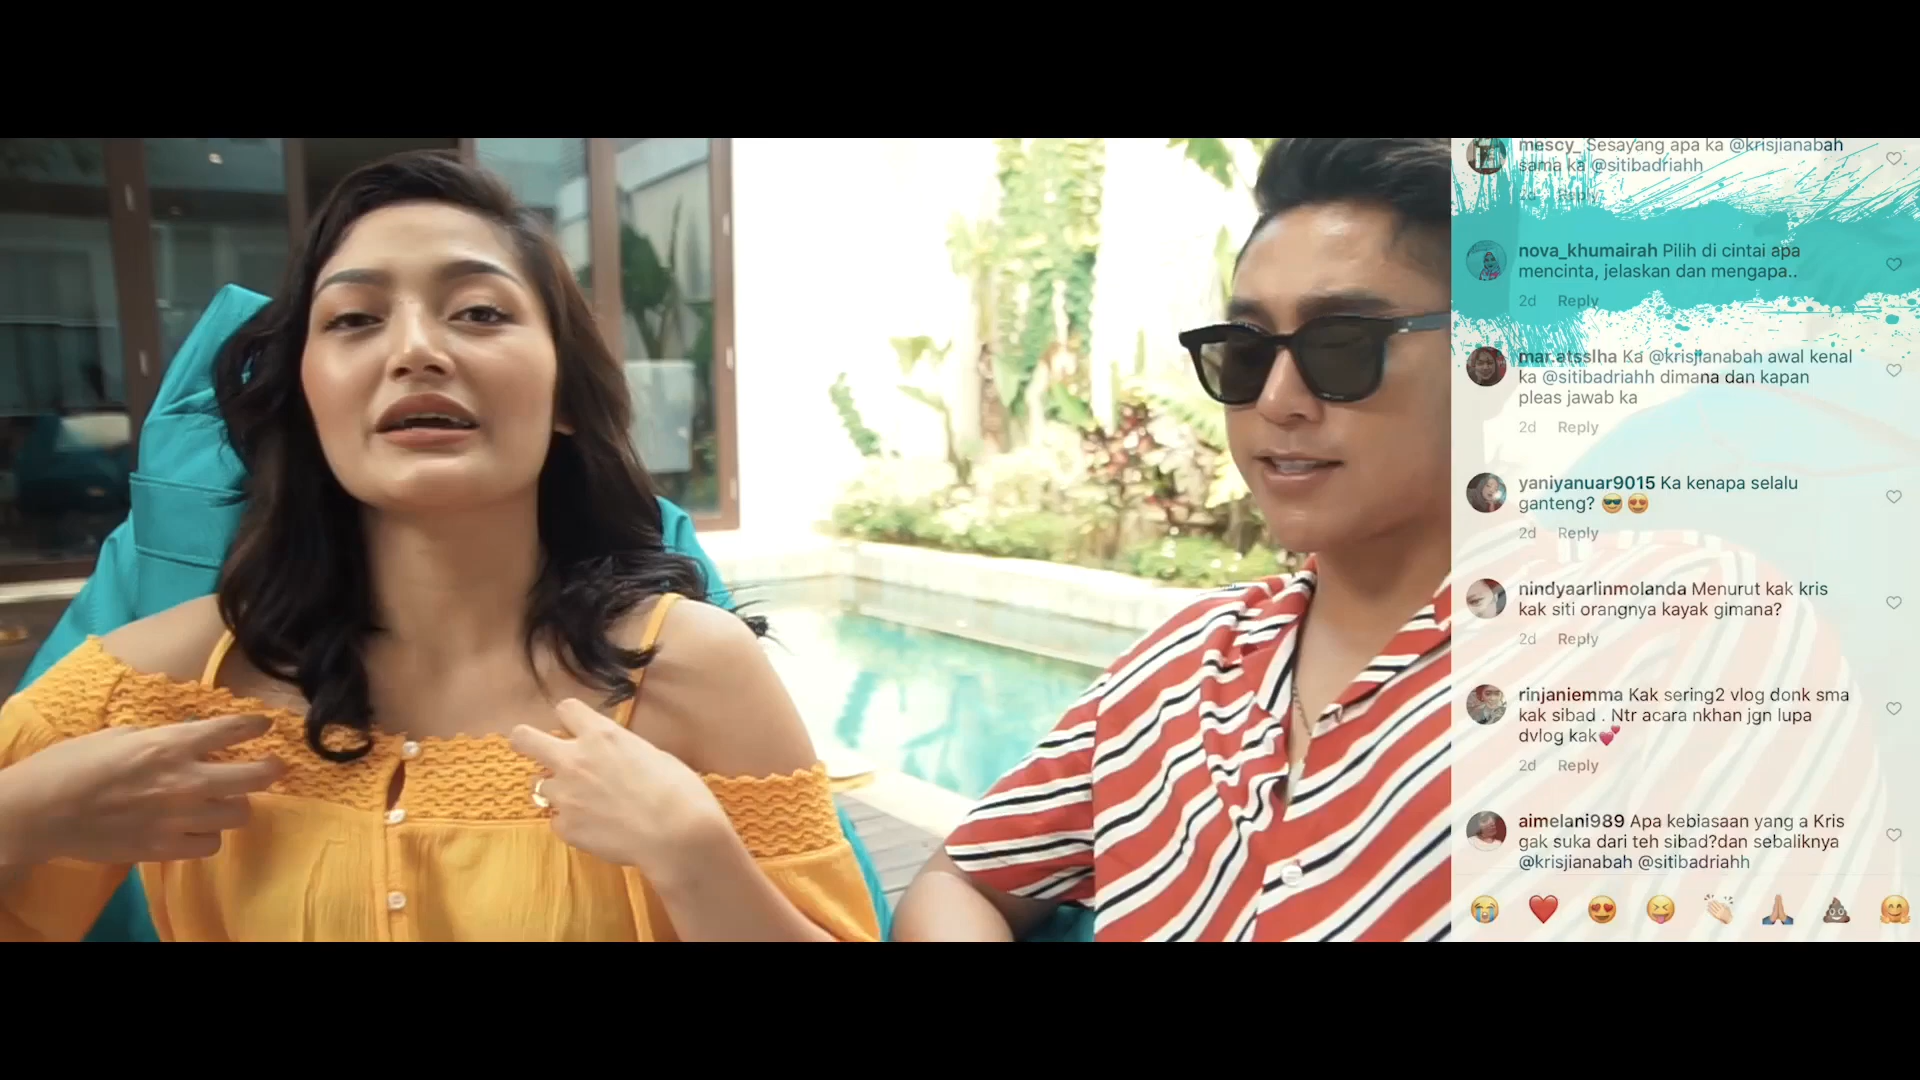 mescy_ Sesayang apa ka @krisjianabah
sama ka @sitibadriahh
2d Reply
nova_khumairah Pilih di cintai apa
mencinta, jelaskan dan mengapa..
2d Reply
mar.atsslha Ka @krisjianabah awal kenal
ka @sitibadriahh dimana dan kapan
pleas jawab ka
2d Reply
yaniyanuar9015 Ka kenapa selalu
ganteng? 😎 😍
2d Reply
nindyaarlinmolanda Menurut kak kris
kak siti orangnya kayak gimana?
2d Reply
rinjaniemma Kak sering2 vlog donk sma
kak sibad . Ntr acara nkhan jgn lupa
dvlog kak💕
2d Reply
aimelani989 Apa kebiasaan yang a Kris
gak suka dari teh sibad?dan sebaliknya
@krisjianabah @sitibadriahh